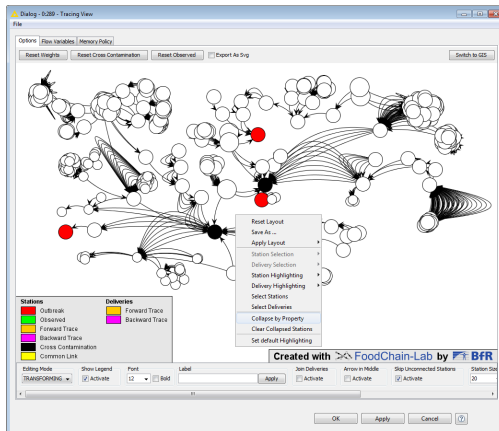 Dialog - 0:289 - Tracing View
File
Options Flow Variables Memory Policy
Reset Weights Reset Cross Contamination Reset Observed Export As Svg Switch to GIS
Reset Layout
Save As ...
Apply Layout
Station Selection
Delivery Selection
Station Highlighting
Delivery Highlighting
Select Stations
Select Deliveries
Collapse by Property
Clear Collapsed Stations
Set default Highlighting
Stations Deliveries
Outbreak Forward Trace
Observed Backward Trace
Forward Trace
Backward Trace
Cross Contamination
Common Link
Created with FoodChain-Lab by BfR
Editing Mode Show Legend Font Label Join Deliveries Arrow in Middle Skip Unconnected Stations Station Size
TRANSFORMING Activate 12 Bold Apply Activate Activate Activate 20
OK Apply Cancel